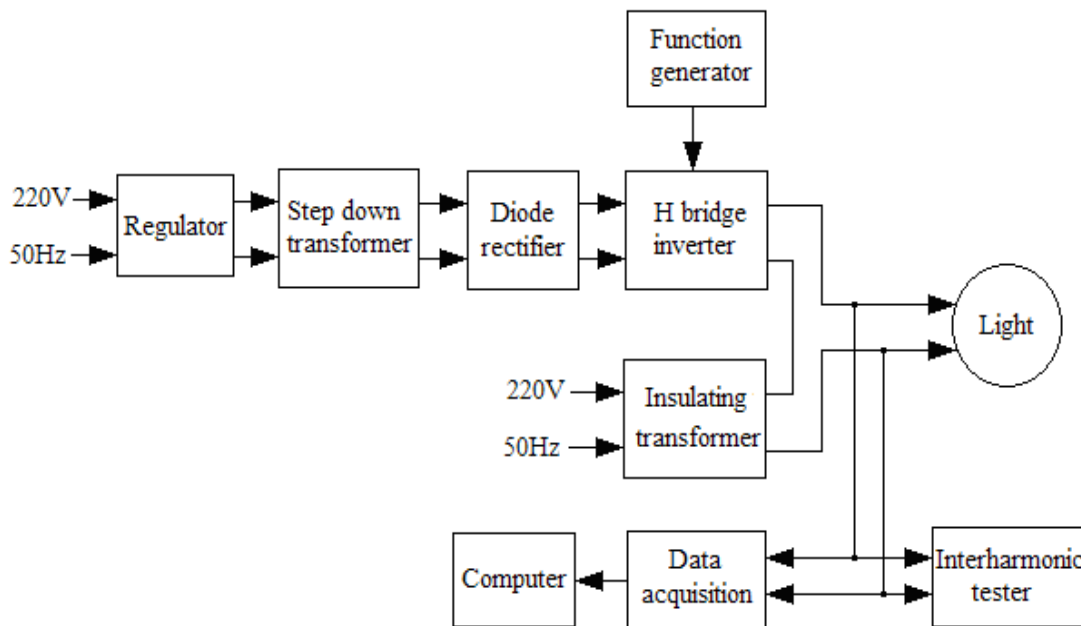 Function
generator
220V
50Hz
Regulator
Step down
transformer
Diode
rectifier
H bridge
inverter
Light
220V
50Hz
Insulating
transformer
Computer
Data
acquisition
Interharmonic
tester